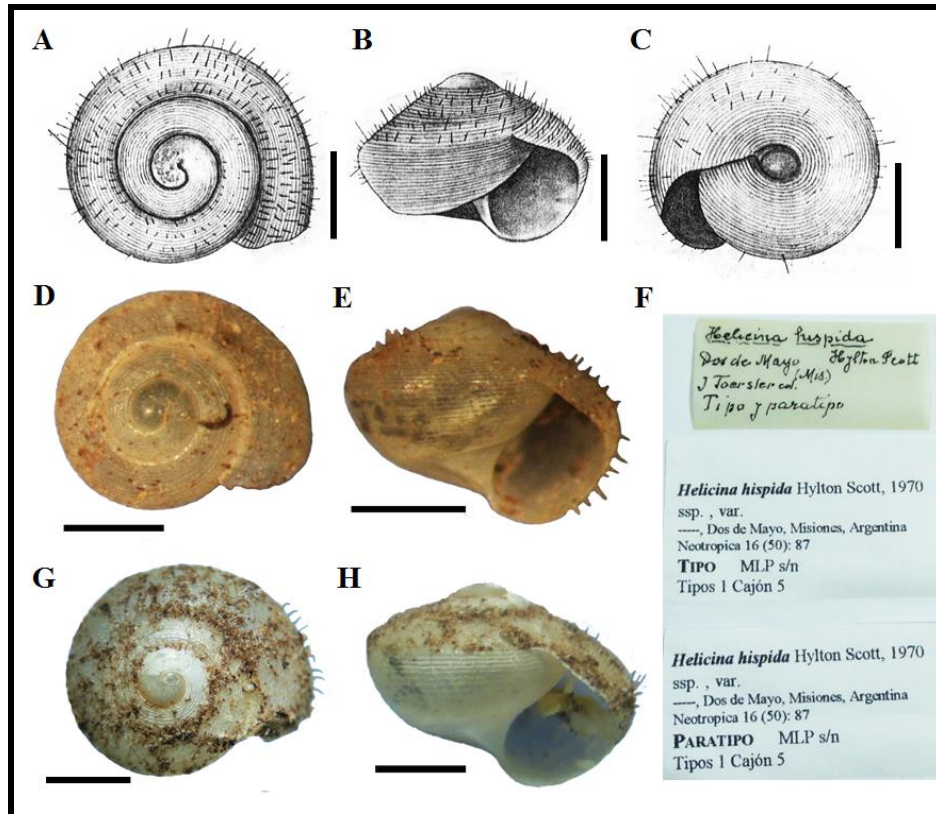 A
B
C
D
E
F
Helicina hispida
Dos de Mayo Hylton Scott
(Mis)
J Toersler col.
Tipo y paratipo
Helicina hispida Hylton Scott, 1970
ssp. , var.
-----, Dos de Mayo, Misiones, Argentina
Neotropica 16 (50): 87
TIPO MLP s/n
Tipos 1 Cajón 5
Helicina hispida Hylton Scott, 1970
ssp. , var.
-----, Dos de Mayo, Misiones, Argentina
Neotropica 16 (50): 87
PARATIPO MLP s/n
Tipos 1 Cajón 5
G
H